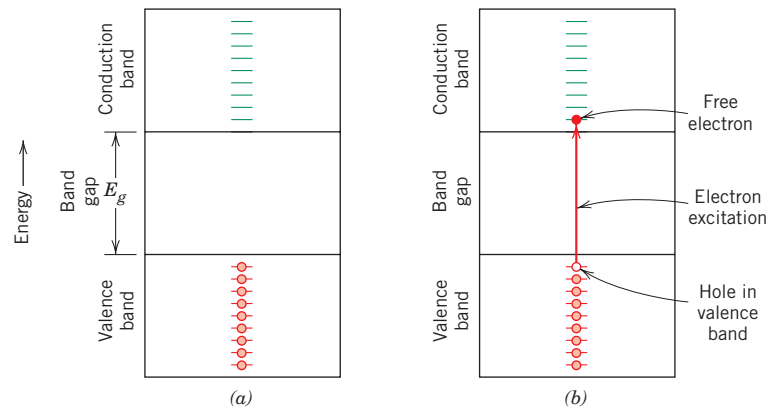 Energy
Conduction
band
Band
gap
E_g
Valence
band
(a)
Conduction
band
Band
gap
Valence
band
Free
electron
Electron
excitation
Hole in
valence
band
(b)